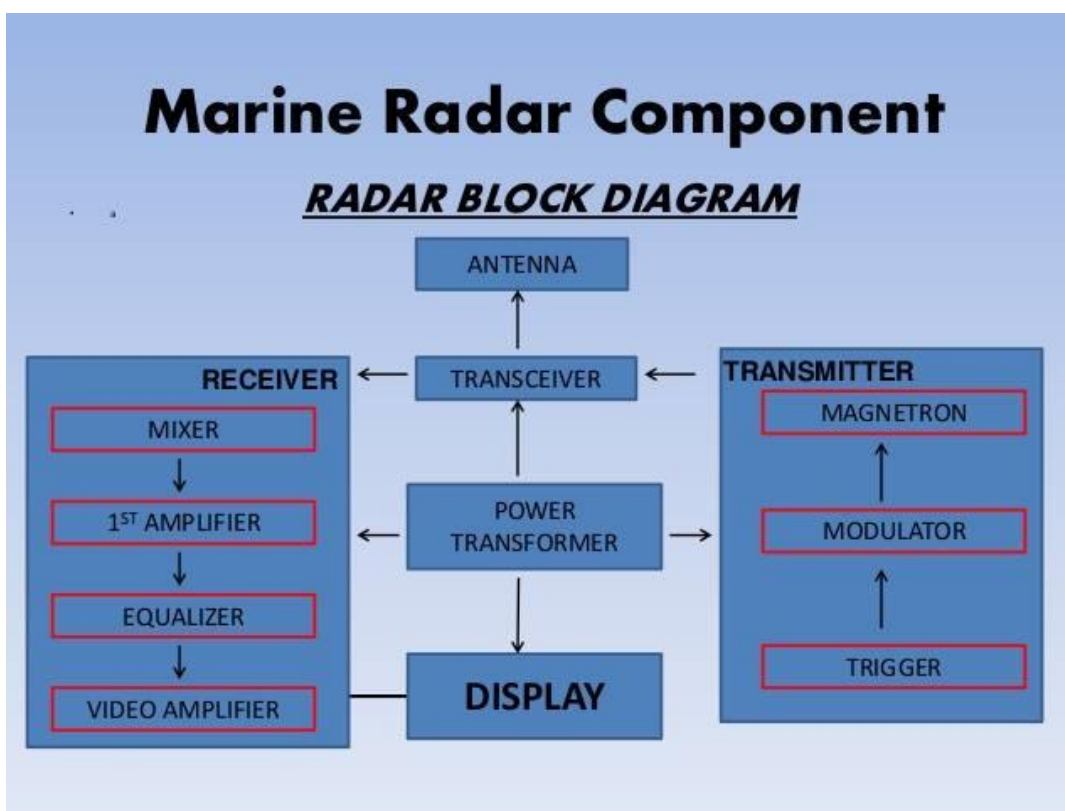 Marine Radar Component
RADAR BLOCK DIAGRAM
ANTENNA
RECEIVER
TRANSCEIVER
TRANSMITTER
MIXER
MAGNETRON
1ST AMPLIFIER
POWER
TRANSFORMER
MODULATOR
EQUALIZER
TRIGGER
VIDEO AMPLIFIER
DISPLAY